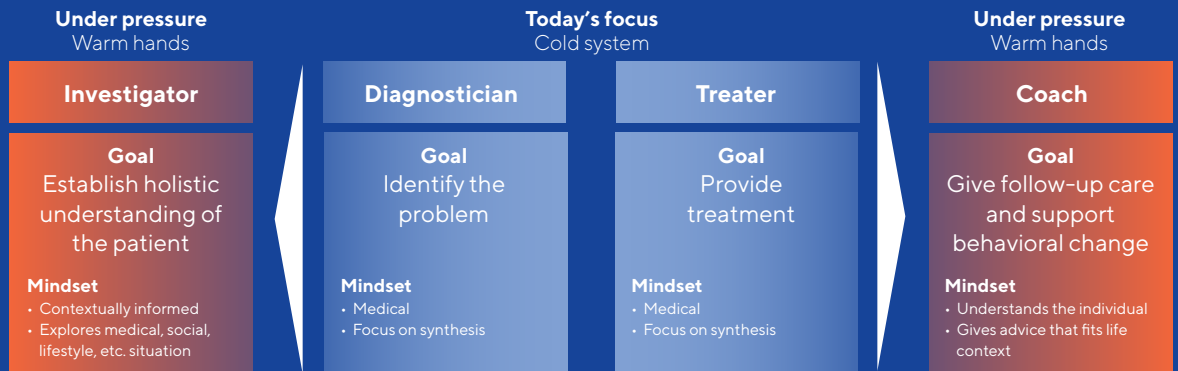 Under pressure
Warm hands
Today's focus
Cold system
Under pressure
Warm hands
Investigator
Goal
Establish holistic
understanding of
the patient
Mindset
• Contextually informed
• Explores medical, social,
lifestyle, etc. situation
Diagnostician
Goal
Identify the
problem
Mindset
• Medical
• Focus on synthesis
Treater
Goal
Provide
treatment
Mindset
• Medical
• Focus on synthesis
Coach
Goal
Give follow-up care
and support
behavioral change
Mindset
• Understands the individual
• Gives advice that fits life
context